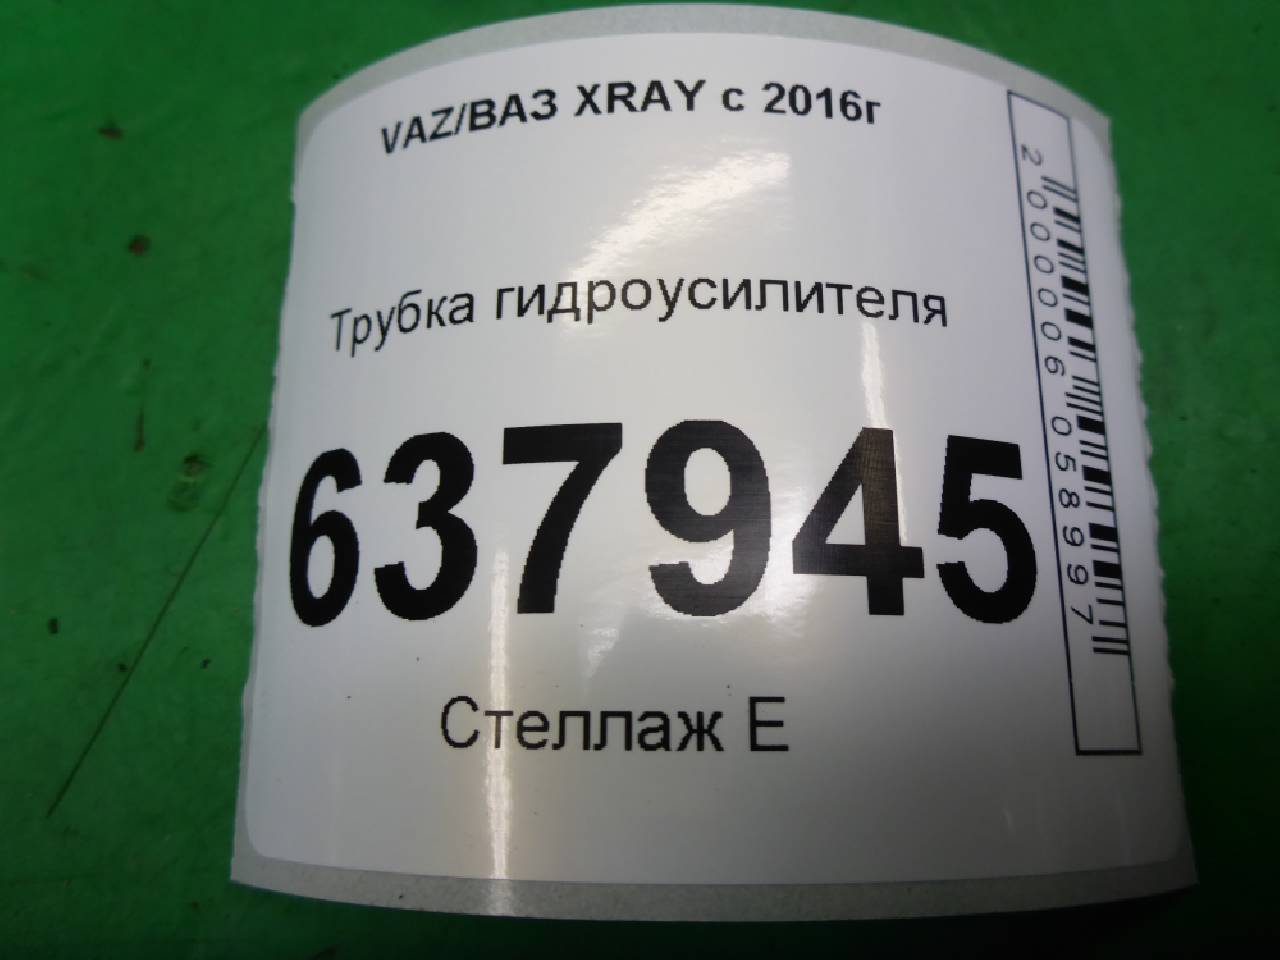 VAZ/ВАЗ XRAY с 2016г
Трубка гидроусилителя
637945
Стеллаж Е
2000006058997